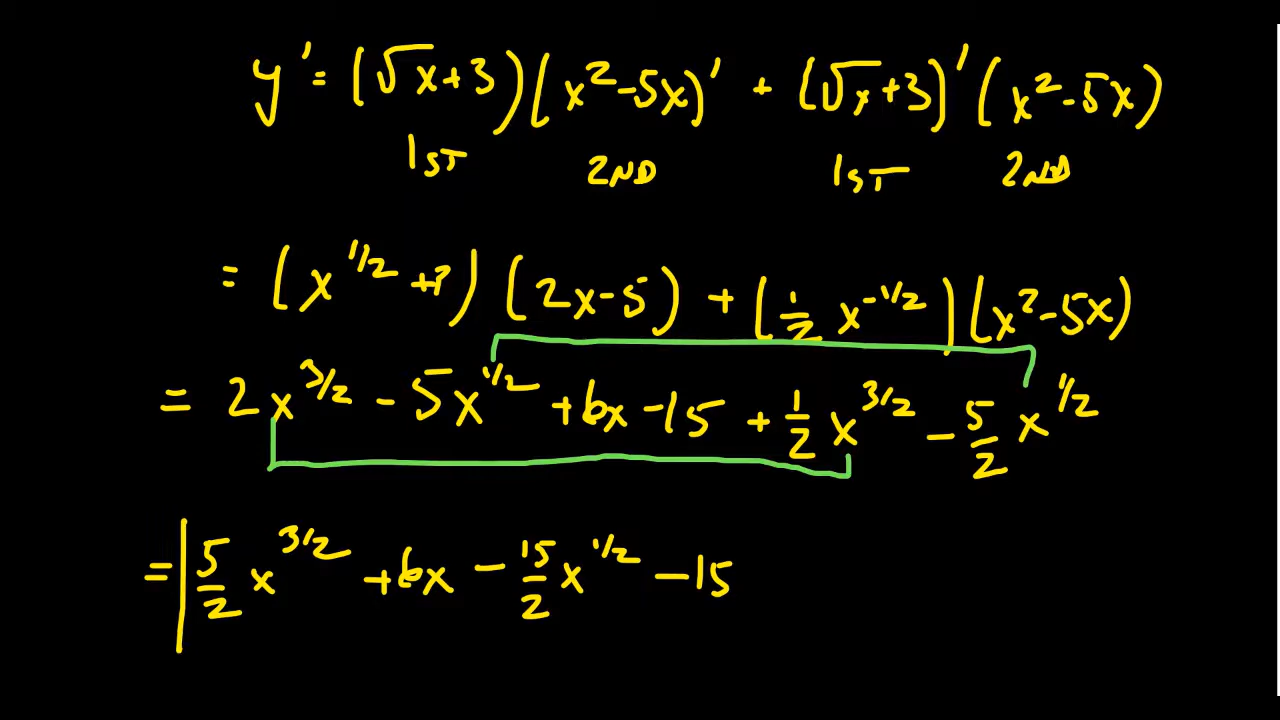 y' = (√x+3)(x²-5x)' + (√x+3)'(x²-5x)
1ST 2ND 1ST 2ND
= (x^1/2 +3)(2x-5) + (1/2 x^-1/2)(x²-5x)
= 2x^3/2 - 5x^1/2 + 6x - 15 + 1/2 x^3/2 - 5/2 x^1/2
= 5/2 x^3/2 + 6x - 15/2 x^1/2 - 15